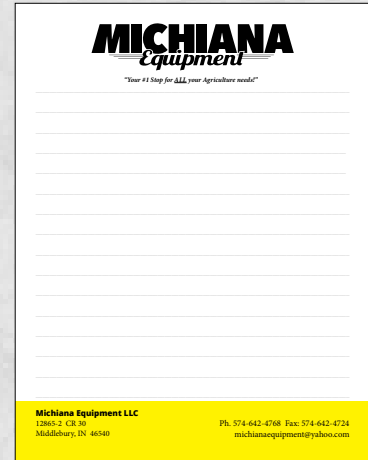 MICHIANA
Equipment
"Your #1 Stop for ALL your Agriculture needs!"
Michiana Equipment LLC
12865-2 CR 30
Middlebury, IN 46540
Ph. 574-642-4768 Fax: 574-642-4724
michianaequipment@yahoo.com